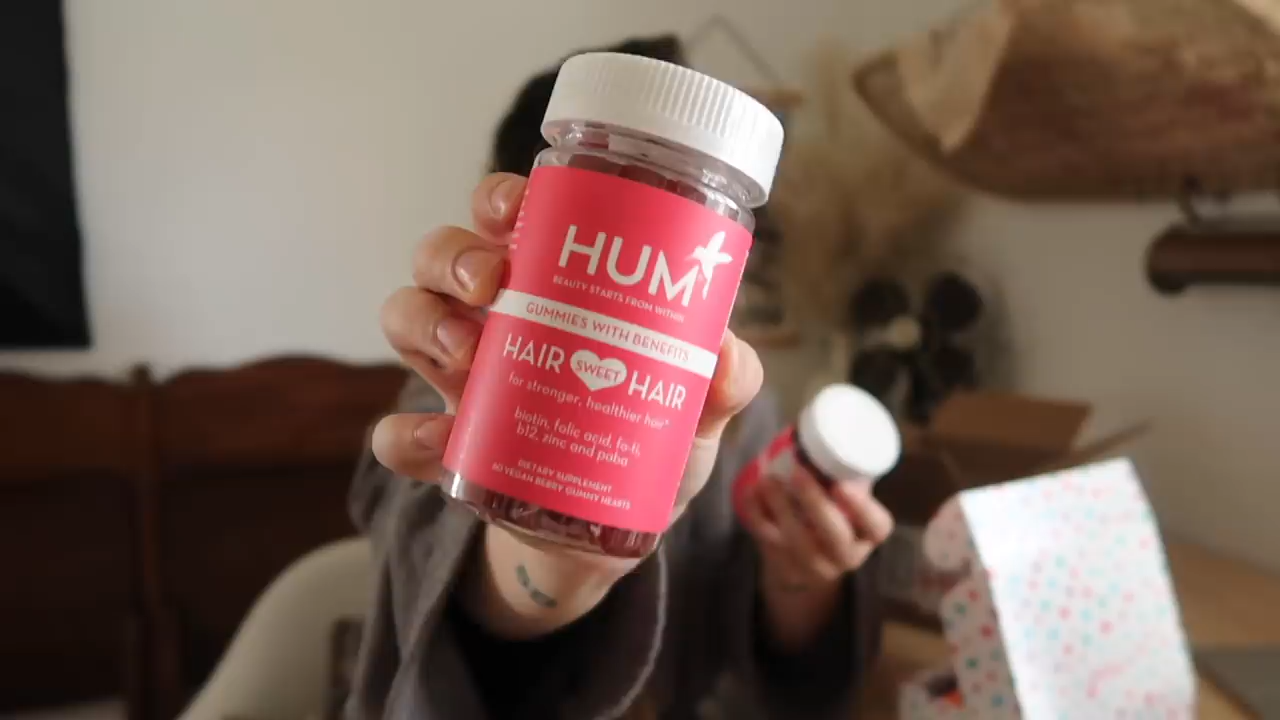 HUM
BEAUTY STARTS FROM WITHIN
GUMMIES WITH BENEFITS
HAIR SWEET HAIR
for stronger, healthier hair*
biotin, folic acid, fo-ti,
b12, zinc and paba
DIETARY SUPPLEMENT
60 VEGAN BERRY GUMMY HEARTS